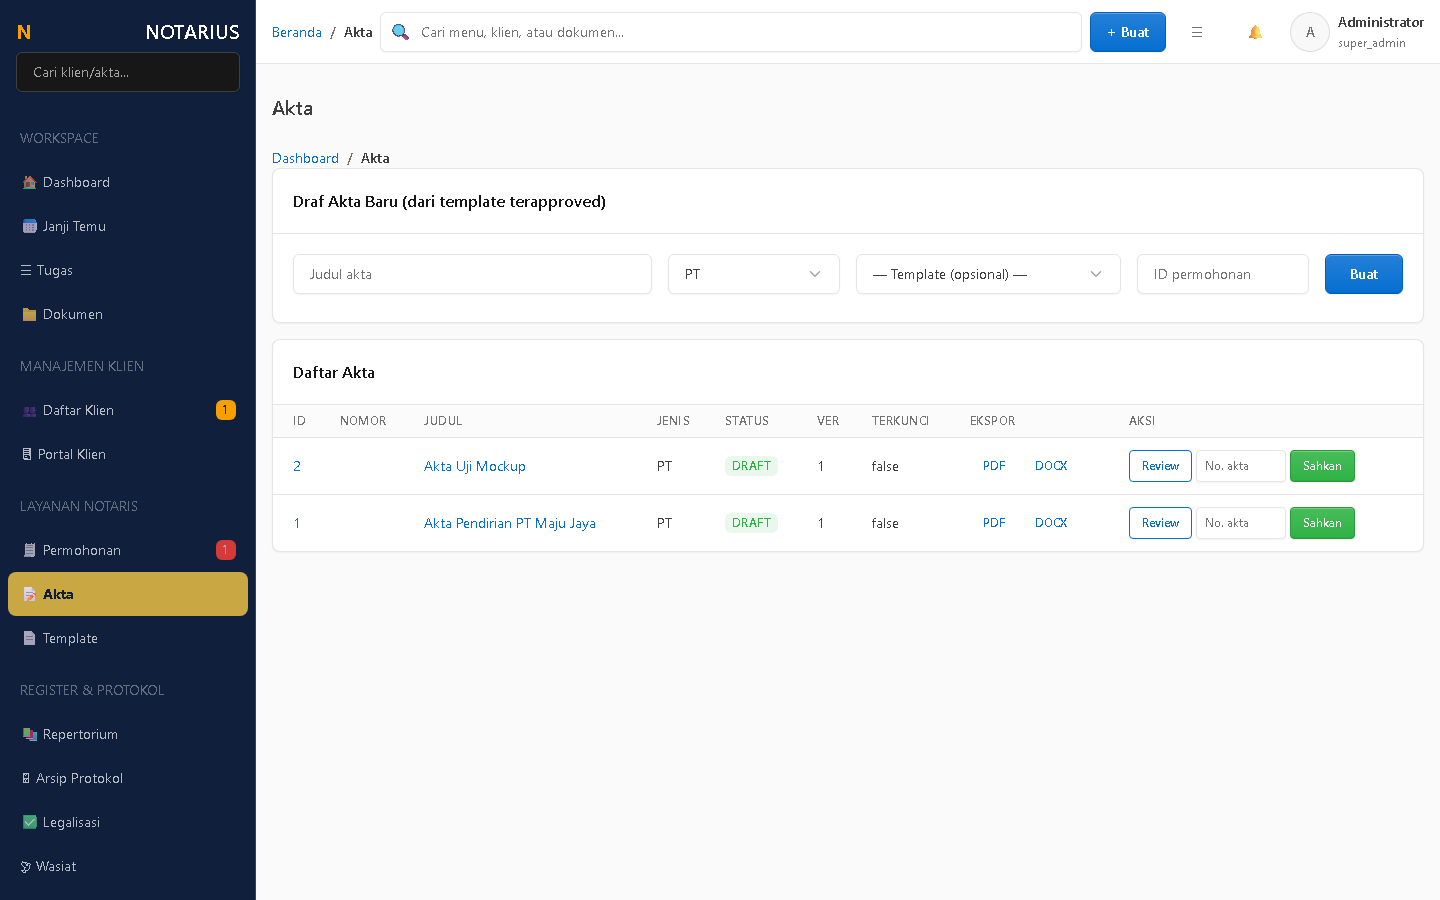 N NOTARIUS
Cari klien/akta...
WORKSPACE
Dashboard
Janji Temu
Tugas
Dokumen
MANAJEMEN KLIEN
Daftar Klien 1
Portal Klien
LAYANAN NOTARIS
Permohonan 1
Akta
Template
REGISTER & PROTOKOL
Repertorium
Arsip Protokol
Legalisasi
Wasiat
Beranda / Akta
Cari menu, klien, atau dokumen...
+ Buat
A
Administrator
super_admin
Akta
Dashboard / Akta
Draf Akta Baru (dari template terapproved)
Judul akta PT — Template (opsional) — ID permohonan Buat
Daftar Akta
ID NOMOR JUDUL JENIS STATUS VER TERKUNCI EKSPOR AKSI
2 Akta Uji Mockup PT DRAFT 1 false PDF DOCX Review No. akta Sahkan
1 Akta Pendirian PT Maju Jaya PT DRAFT 1 false PDF DOCX Review No. akta Sahkan